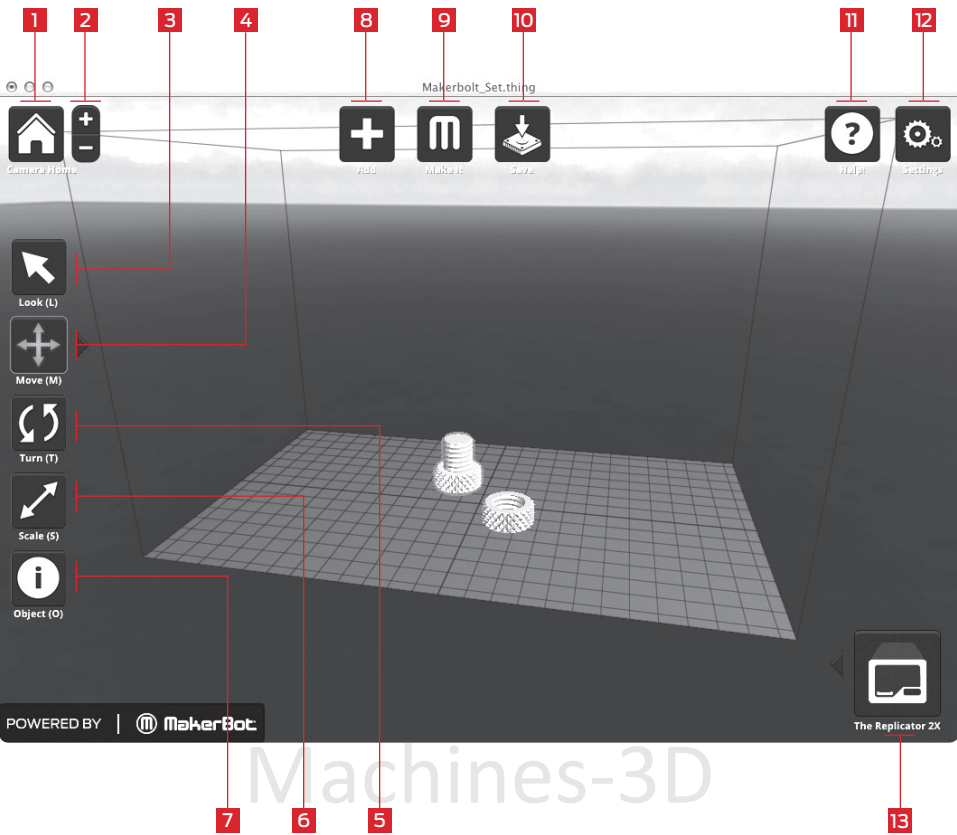 1 2 3 4 8 9 10 11 12
Makerbolt_Set.thing
+
−
Camera Home
Add
Make It
Save
?
Help!
Settings
Look (L)
Move (M)
Turn (T)
Scale (S)
i
Object (O)
POWERED BY | MakerBot
The Replicator 2X
Machines-3D
7 6 5 13